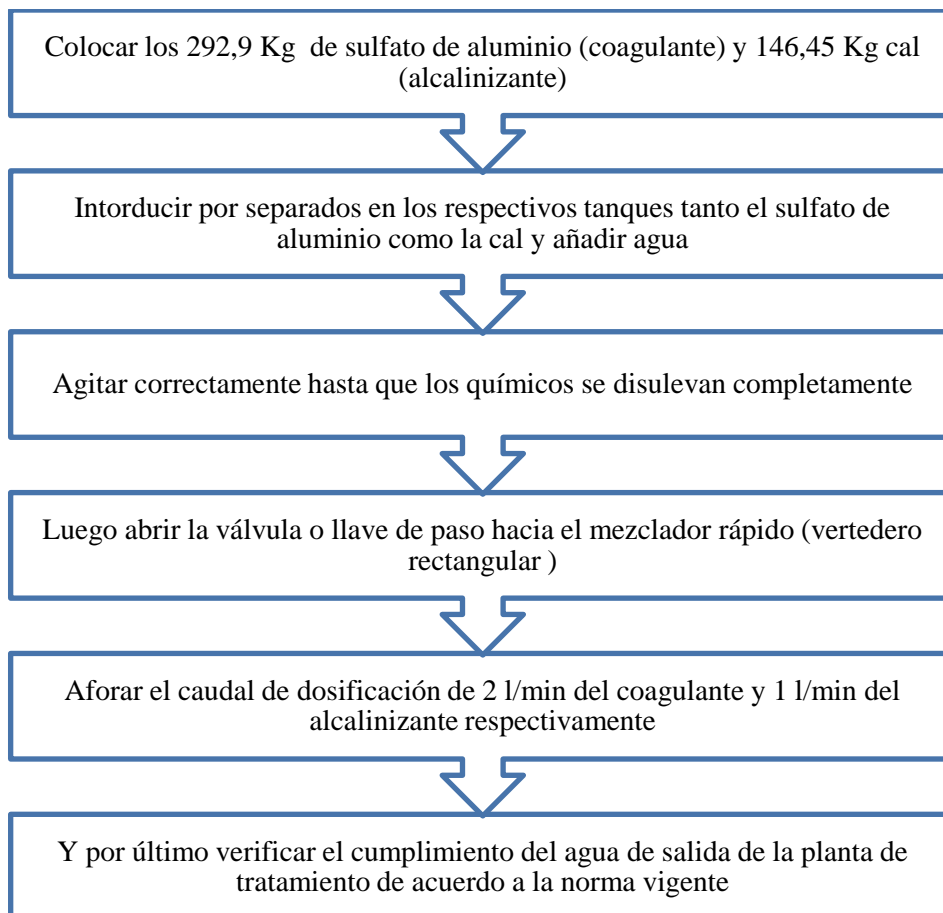 Colocar los 292,9 Kg  de sulfato de aluminio (coagulante) y 146,45 Kg cal
(alcalinizante)
Intorducir por separados en los respectivos tanques tanto el sulfato de
aluminio como la cal y añadir agua
Agitar correctamente hasta que los químicos se disulevan completamente
Luego abrir la válvula o llave de paso hacia el mezclador rápido (vertedero
rectangular )
Aforar el caudal de dosificación de 2 l/min del coagulante y 1 l/min del
alcalinizante respectivamente
Y por último verificar el cumplimiento del agua de salida de la planta de
tratamiento de acuerdo a la norma vigente